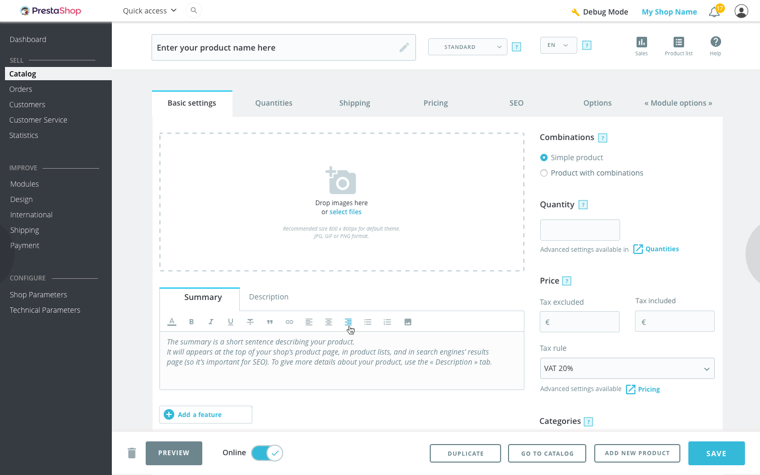 PrestaShop
Quick access
Debug Mode
My Shop Name
17
Dashboard
SELL
Catalog
Orders
Customers
Customer Service
Statistics
IMPROVE
Modules
Design
International
Shipping
Payment
CONFIGURE
Shop Parameters
Technical Parameters
Enter your product name here
STANDARD
?
EN
?
Sales
Product list
?
Help
Basic settings
Quantities
Shipping
Pricing
SEO
Options
« Module options »
Drop images here
or select files
Recommended size 800 x 800px for default theme.
JPG, GIF or PNG format.
Summary
Description
A B I U T
The summary is a short sentence describing your product.
It will appears at the top of your shop's product page, in product lists, and in search engines' results
page (so it's important for SEO). To give more details about your product, use the « Description » tab.
Add a feature
Combinations ?
Simple product
Product with combinations
Quantity ?
Advanced settings available in Quantities
Price ?
Tax excluded
Tax included
€
€
Tax rule
VAT 20%
Advanced settings available Pricing
Categories ?
PREVIEW
Online
DUPLICATE
GO TO CATALOG
ADD NEW PRODUCT
SAVE